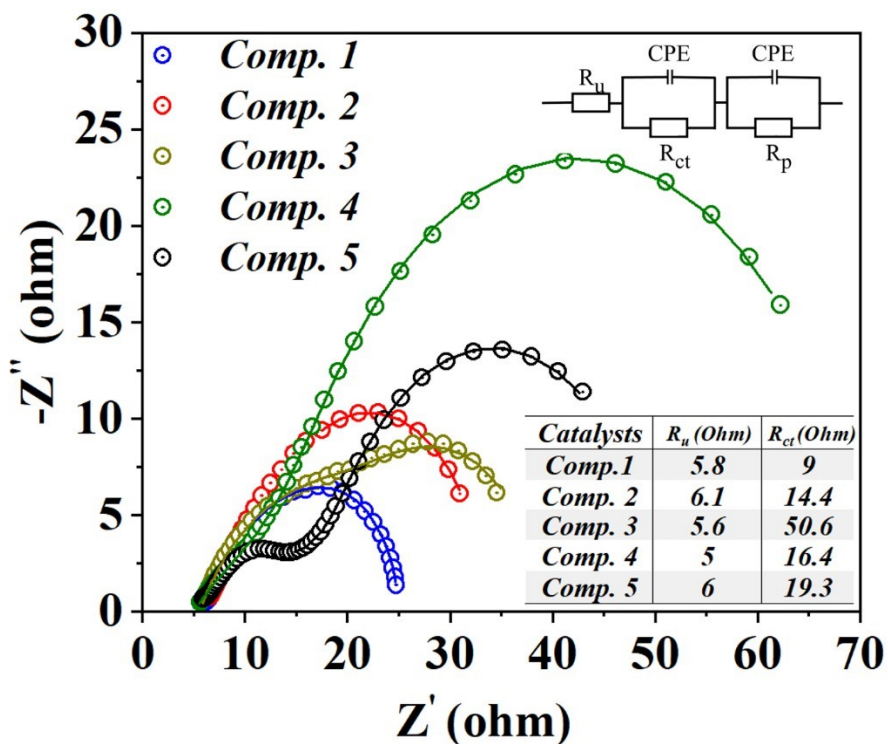 30
25
20
15
10
5
0
-Z'' (ohm)
Comp. 1
Comp. 2
Comp. 3
Comp. 4
Comp. 5
CPE CPE
Ru
Rct Rp
Catalysts Ru (Ohm) Rct (Ohm)
Comp.1 5.8 9
Comp. 2 6.1 14.4
Comp. 3 5.6 50.6
Comp. 4 5 16.4
Comp. 5 6 19.3
0 10 20 30 40 50 60 70
Z' (ohm)